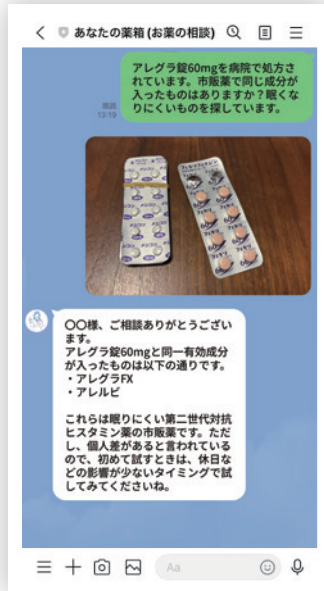 あなたの薬箱(お薬の相談)
アレグラ錠60mgを病院で処方さ
れています。市販薬で同じ成分が
入ったものはありますか？眠くな
りにくいものを探しています。
既読
13:19
〇〇様、ご相談ありがとうござい
ます。
アレグラ錠60mgと同一有効成分
が入ったものは以下の通りです。
・アレグラFX
・アレルビ
これらは眠りにくい第二世代対抗
ヒスタミン薬の市販薬です。ただ
し、個人差があると言われている
ので、初めて試すときは、休日な
どの影響が少ないタイミングで試
してみてくださいね。
Aa